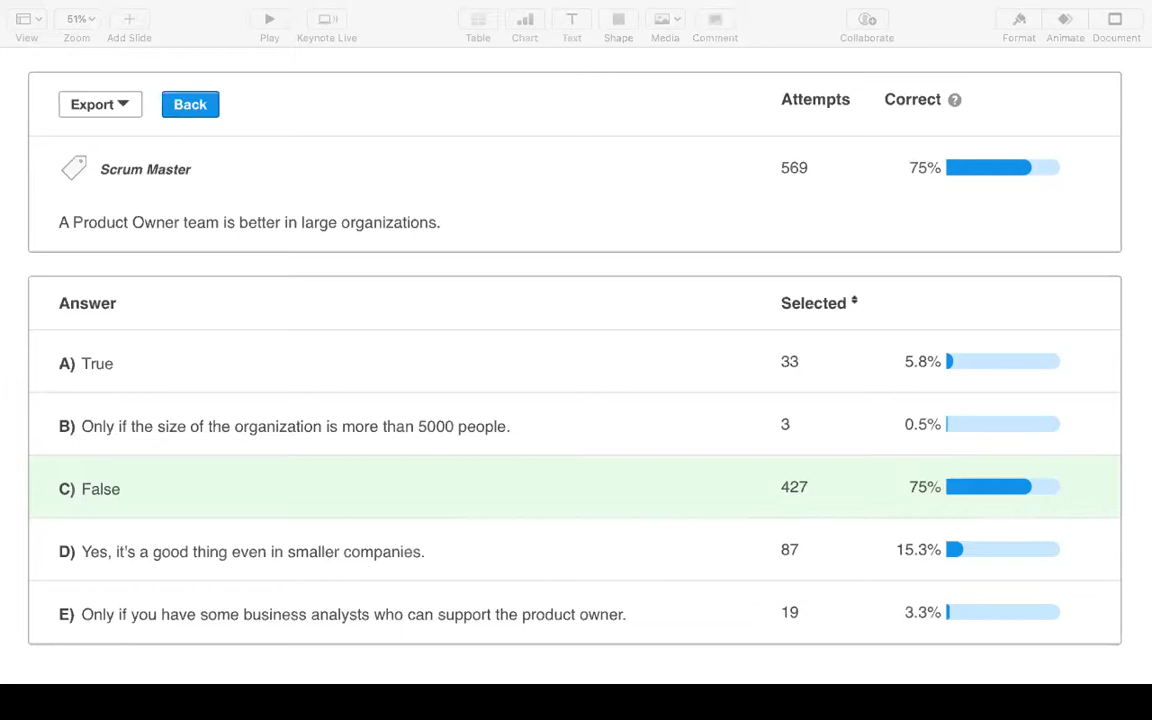 51%
View Zoom Add Slide Play Keynote Live Table Chart Text Shape Media Comment Collaborate Format Animate Document
Export Back Attempts Correct ?
Scrum Master 569 75%
A Product Owner team is better in large organizations.
Answer Selected
A) True 33 5.8%
B) Only if the size of the organization is more than 5000 people. 3 0.5%
C) False 427 75%
D) Yes, it's a good thing even in smaller companies. 87 15.3%
E) Only if you have some business analysts who can support the product owner. 19 3.3%